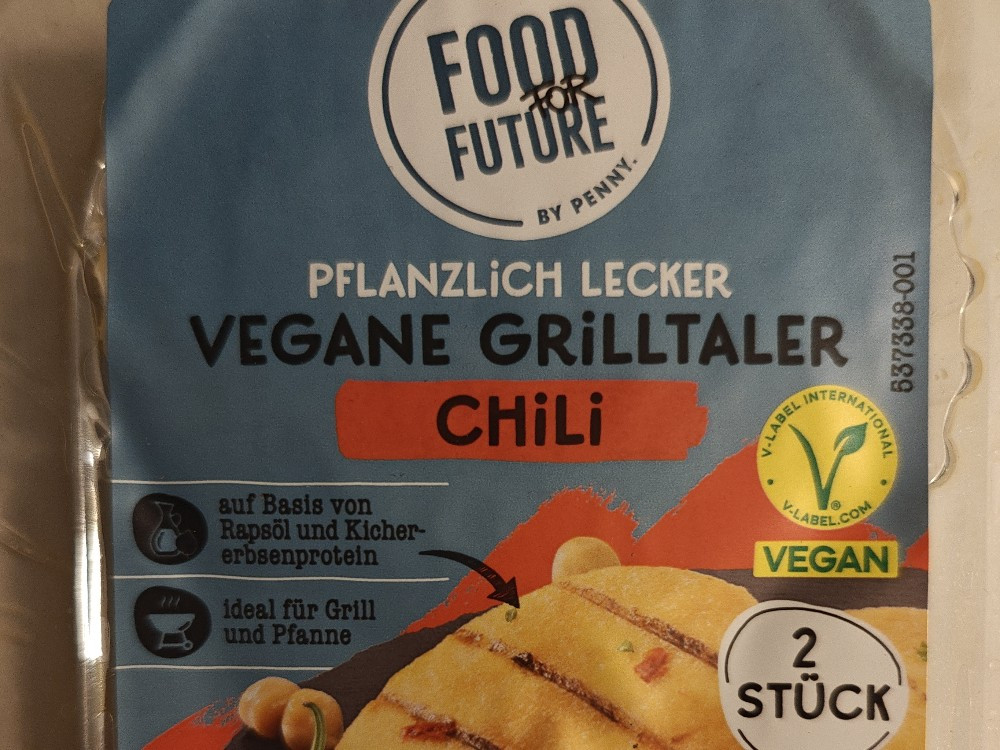 FOOD
FOR
FUTURE
BY PENNY.
PFLANZLiCH LECKER
VEGANE GRiLLTALER
CHiLi
537338-001
V-LABEL INTERNATIONAL
V-LABEL.COM
®
VEGAN
auf Basis von
Rapsöl und Kicher-
erbsenprotein
ideal für Grill
und Pfanne
2
STÜCK